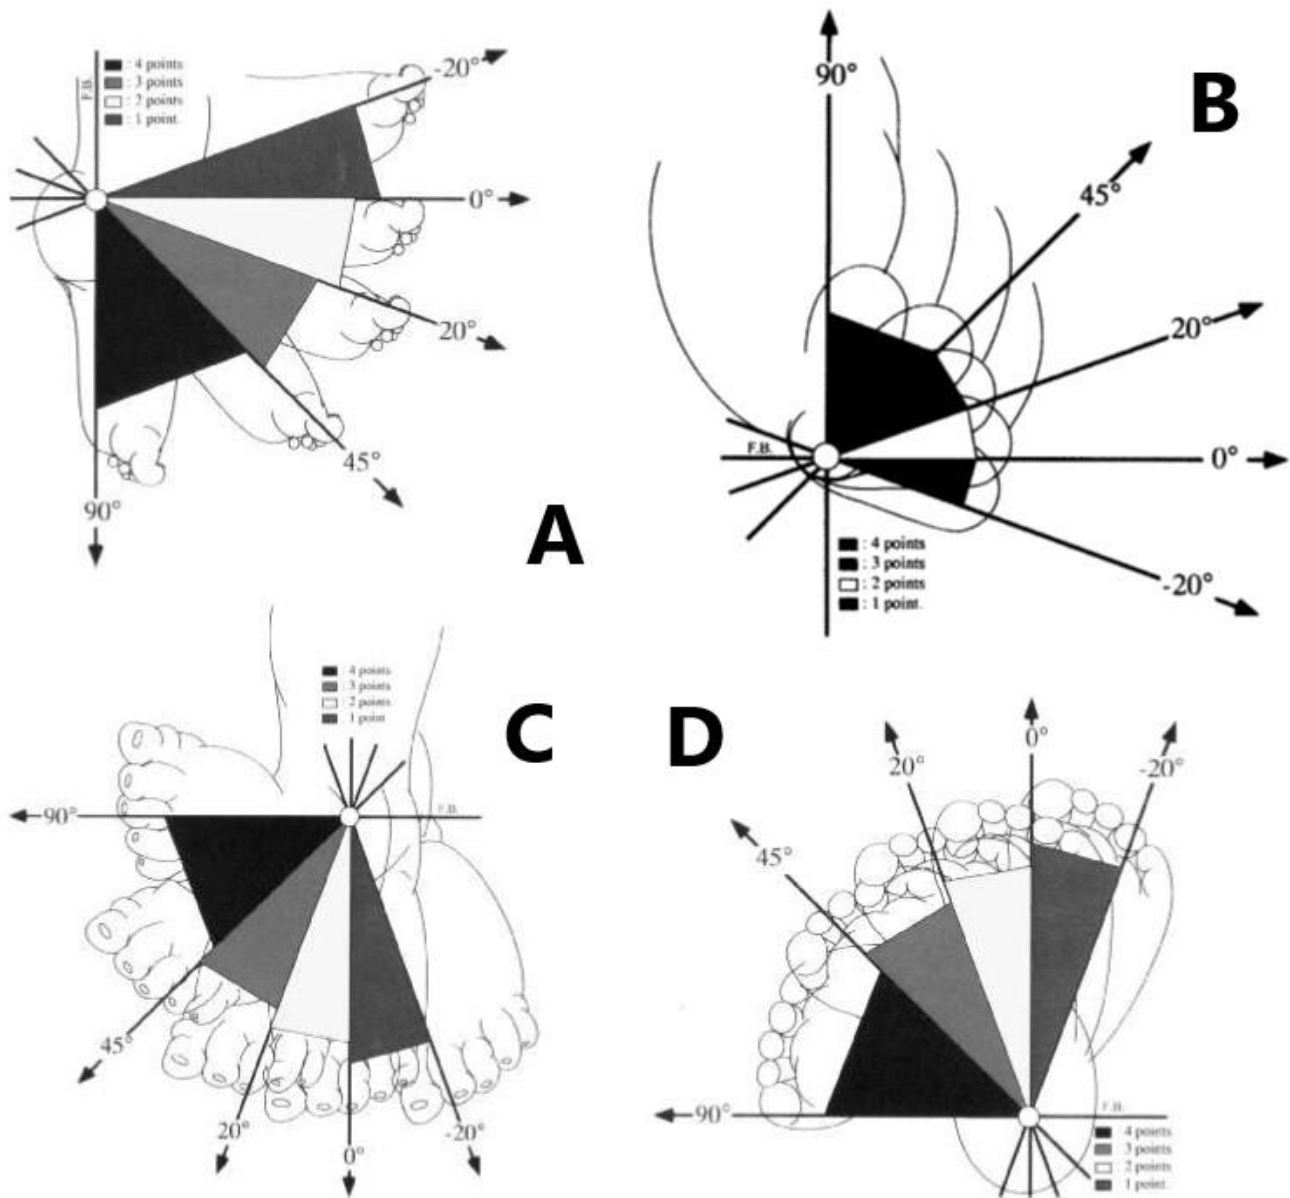 F.B.
: 4 points
: 3 points
: 2 points
: 1 point
-20°
0°
20°
45°
90°
A
90°
B
45°
20°
F.B.
0°
: 4 points
: 3 points
: 2 points
: 1 point.
-20°
: 4 points
: 3 points
: 2 points
: 1 point
C
90°
F.B.
45°
20°
0°
-20°
D
0°
20°
-20°
45°
90°
F.B.
: 4 points
: 3 points
: 2 points
: 1 point